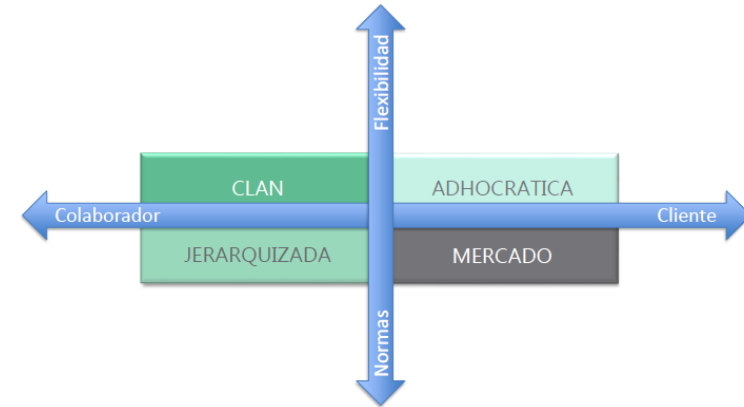 Flexibilidad
CLAN
ADHOCRATICA
Colaborador
Cliente
JERARQUIZADA
MERCADO
Normas